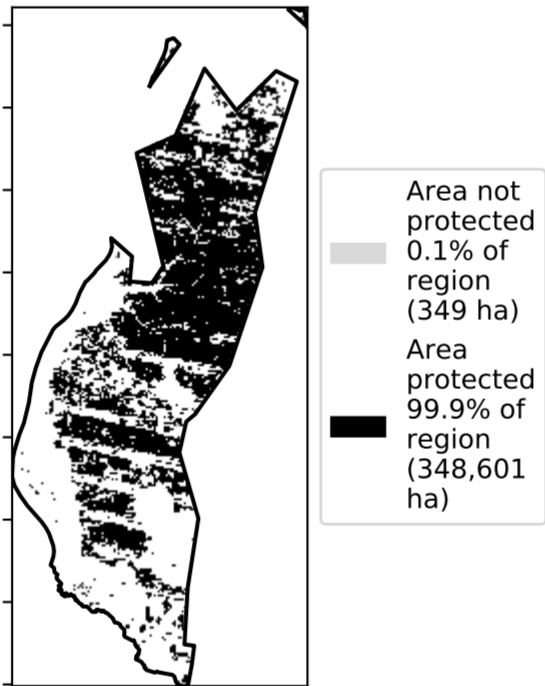 Area not
protected
0.1% of
region
(349 ha)
Area
protected
99.9% of
region
(348,601
ha)